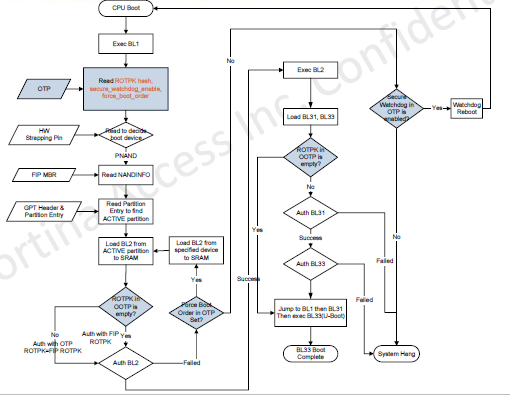 CPU Boot
Exec BL1
OTP
Read ROTPK hash,
secure_watchdog_enable,
force_boot_order
HW
Strapping Pin
Read to decide
boot device
PNAND
FIP MBR
Read NANDINFO
GPT Header &
Partition Entry
Read Partition
Entry to find
ACTIVE partition
Load BL2 from
ACTIVE partition
to SRAM
Load BL2 from
specified device
to SRAM
Yes
ROTPK in
OOTP is
empty?
Force Boot
Order in OTP
Set?
No
Auth with OTP
ROTPK=FIP ROTPK
Auth with FIP
Yes
ROTPK
Auth BL2
Failed
Success
No
Exec BL2
Load BL31, BL33
ROTPK in
OOTP is
empty?
No
Yes
Auth BL31
Success
Auth BL33
Failed
Failed
Jump to BL1 then BL31
Then exec BL33(U-Boot)
BL33 Boot
Complete
Secure
Watchdog in
OTP is
enabled?
Yes
Watchdog
Reboot
No
System Hang
ortina Access Inc. Confident